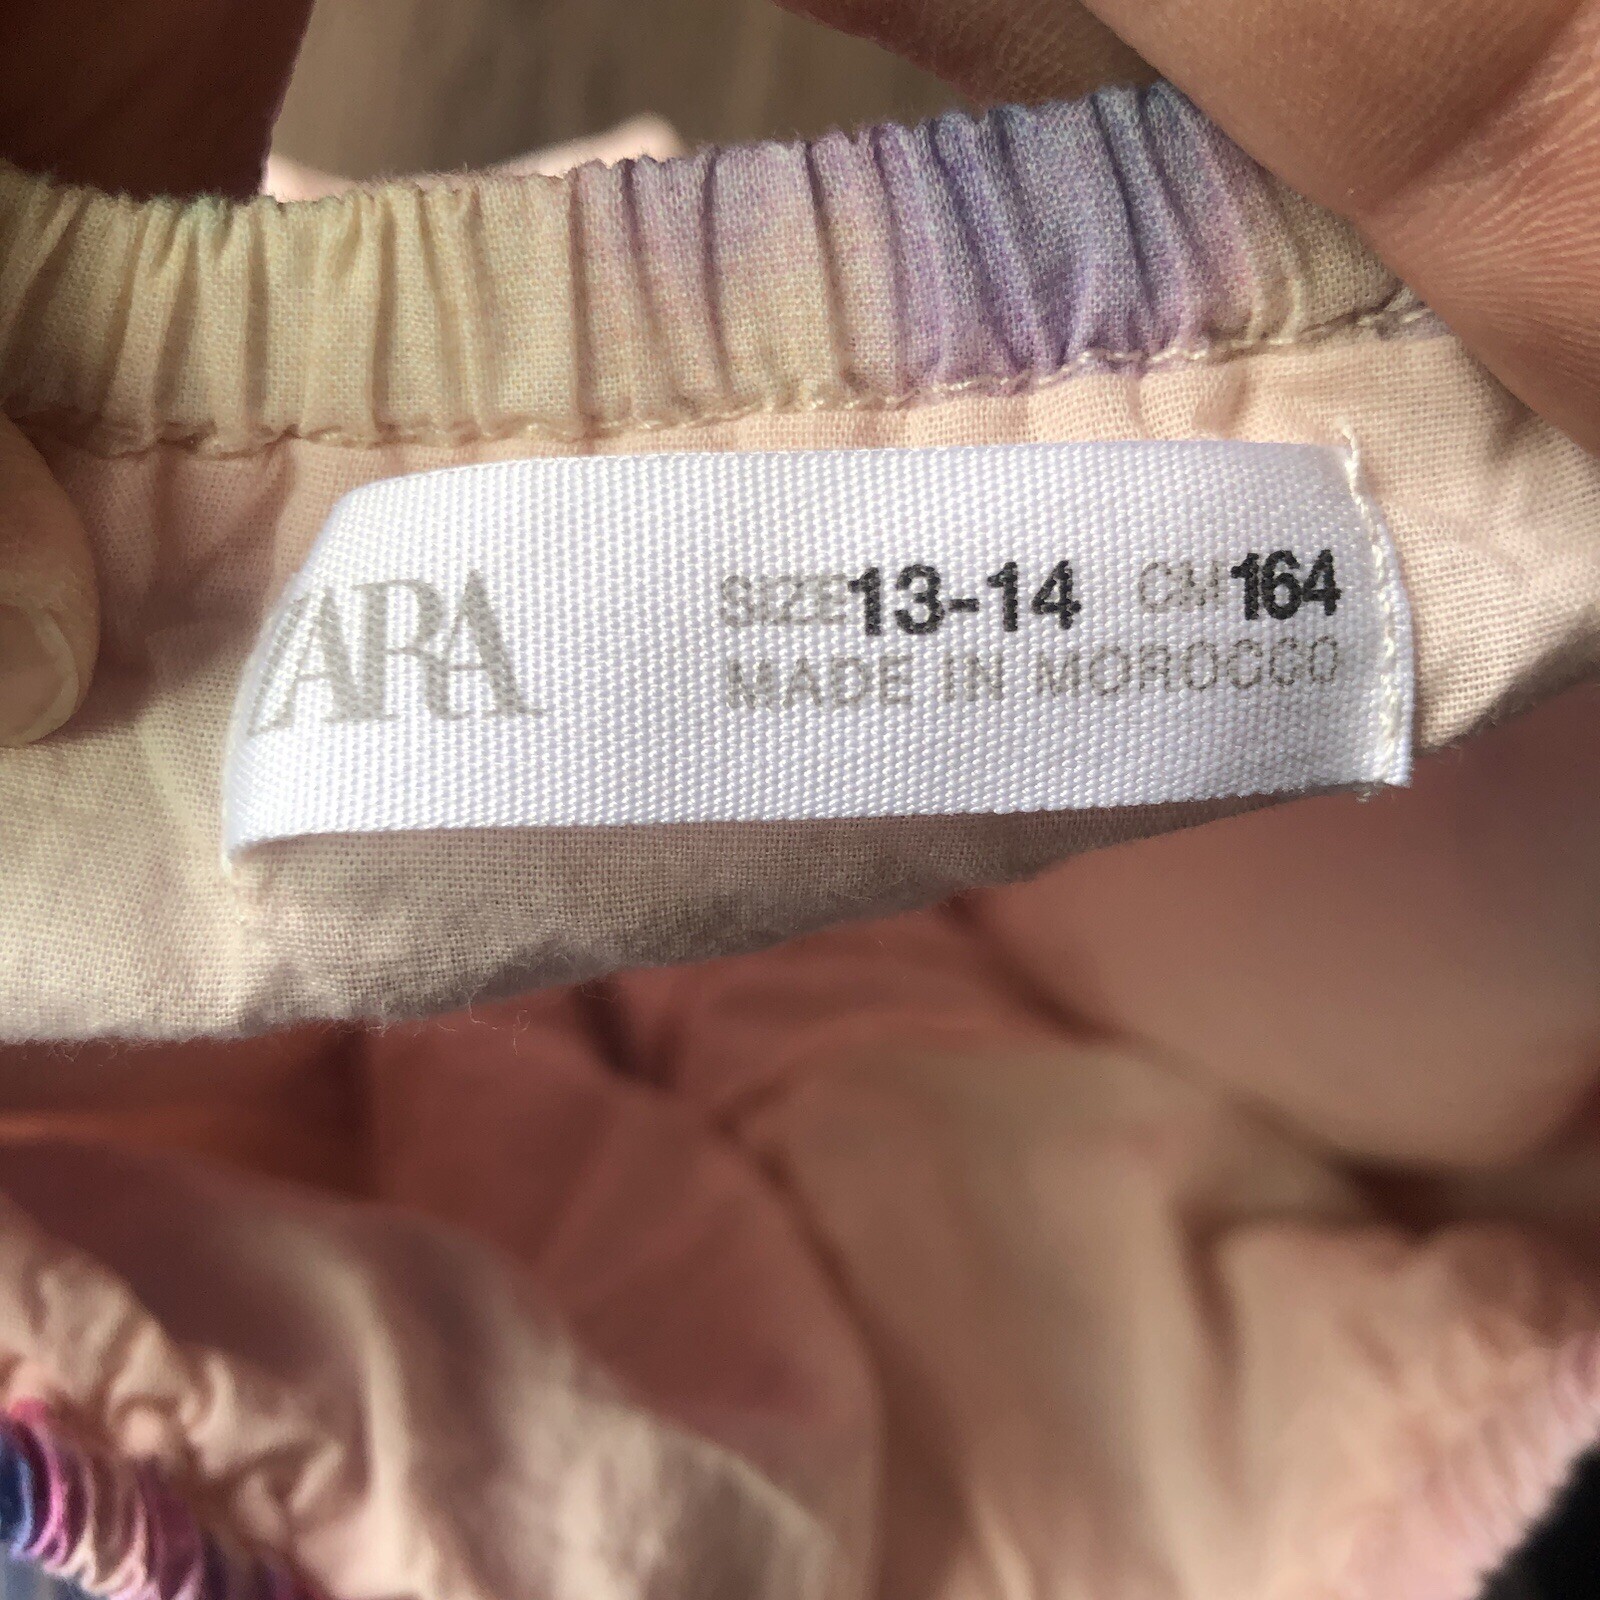 ZARA
SIZE 13-14 CM 164
MADE IN MOROCCO